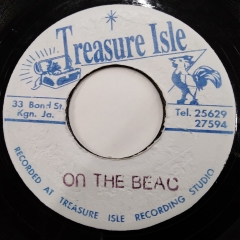 Treasure Isle
33 Bond St.
Kgn. Ja.
Tel. 25629
27594
ON THE BEAC
RECORDED AT TREASURE ISLE RECORDING STUDIO